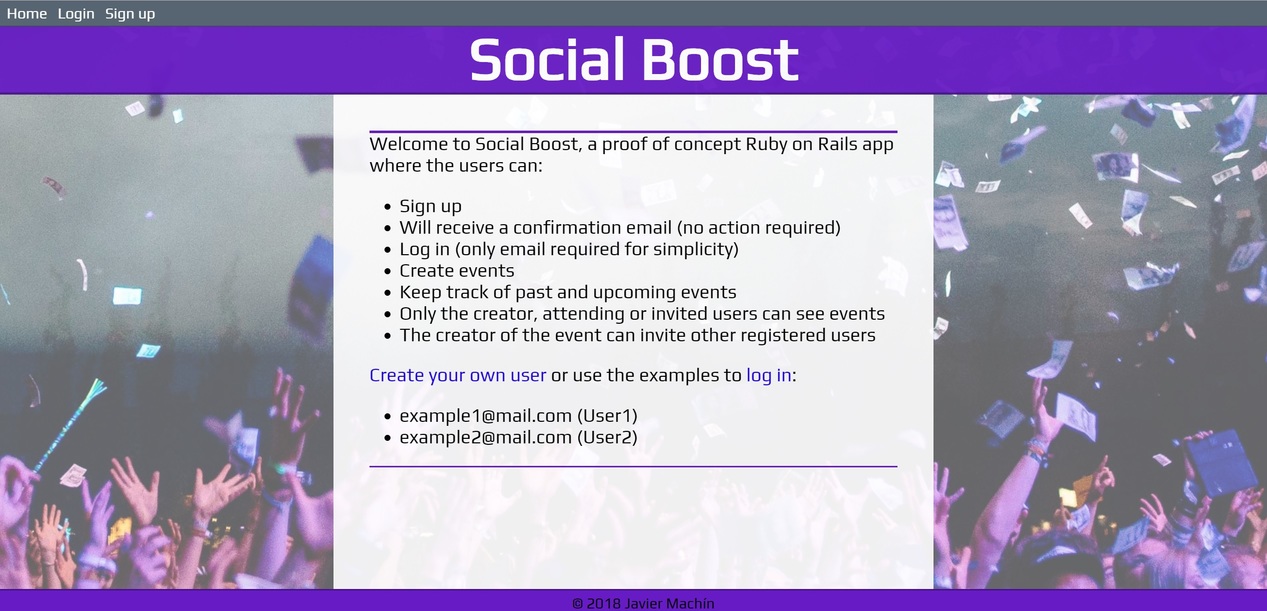 Home Login Sign up
Social Boost
Welcome to Social Boost, a proof of concept Ruby on Rails app
where the users can:
• Sign up
• Will receive a confirmation email (no action required)
• Log in (only email required for simplicity)
• Create events
• Keep track of past and upcoming events
• Only the creator, attending or invited users can see events
• The creator of the event can invite other registered users
Create your own user or use the examples to log in:
• example1@mail.com (User1)
• example2@mail.com (User2)
© 2018 Javier Machin